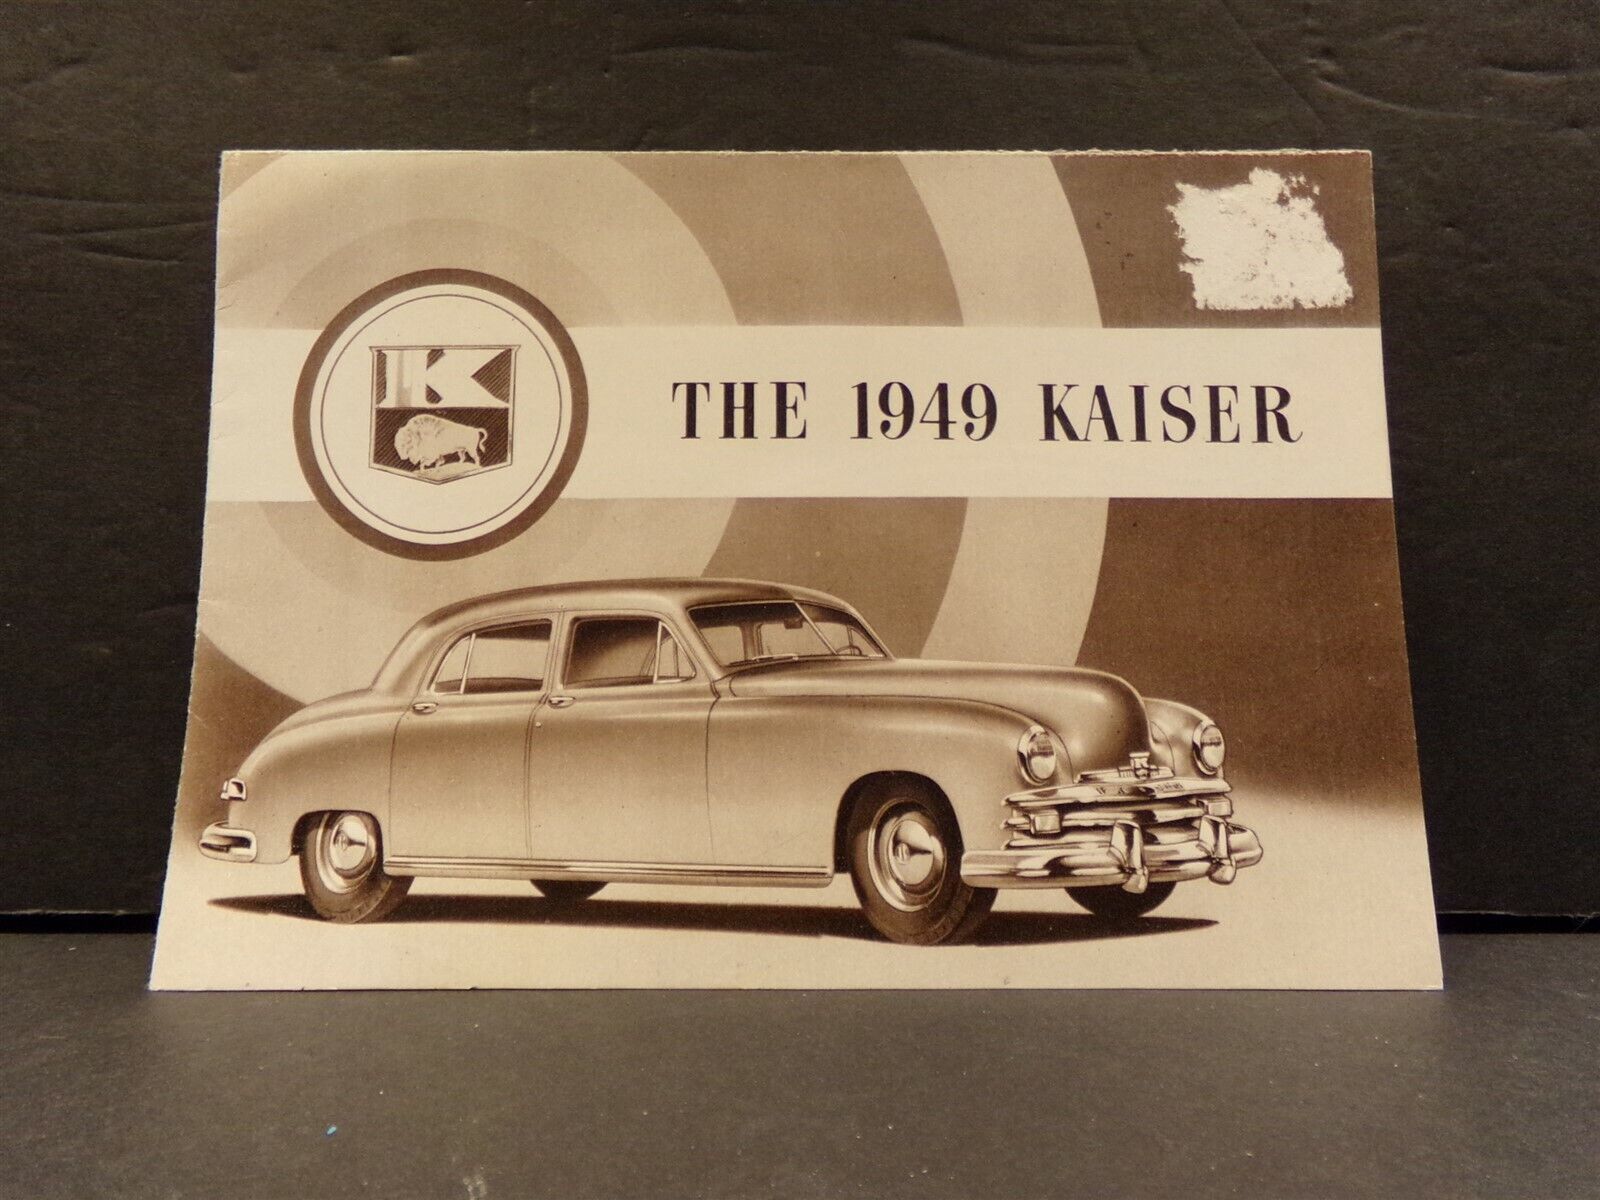 K
THE 1949 KAISER